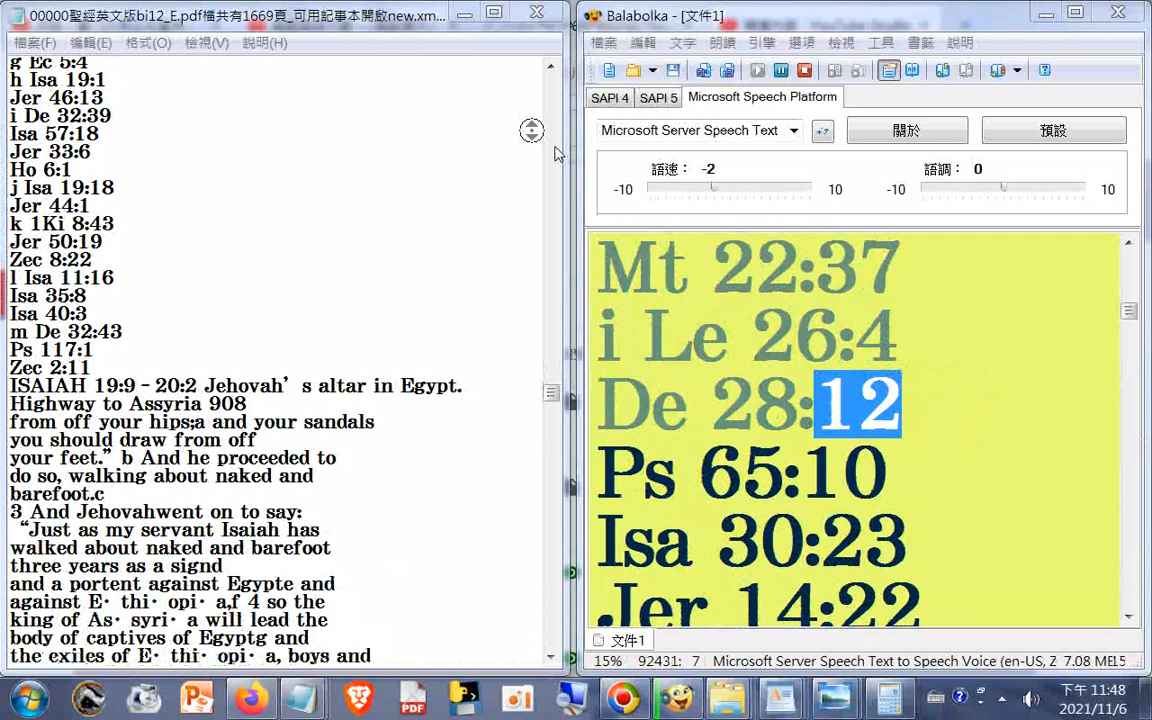 00000聖經英文版bi12_E.pdf檔共有1669頁_可用記事本開啟new.xm...
檔案(F) 編輯(E) 格式(O) 檢視(V) 說明(H)
g Ec 5:4
h Isa 19:1
Jer 46:13
i De 32:39
Isa 57:18
Jer 33:6
Ho 6:1
j Isa 19:18
Jer 44:1
k 1Ki 8:43
Jer 50:19
Zec 8:22
l Isa 11:16
Isa 35:8
Isa 40:3
m De 32:43
Ps 117:1
Zec 2:11
ISAIAH 19:9–20:2 Jehovah’s altar in Egypt.
Highway to Assyria 908
from off your hips;a and your sandals
you should draw from off
your feet.” b And he proceeded to
do so, walking about naked and
barefoot.c
3 And Jehovahwent on to say:
“Just as my servant Isaiah has
walked about naked and barefoot
three years as a signd
and a portent against Egypte and
against E·thi·opi·a,f 4 so the
king of As·syri·a will lead the
body of captives of Egyptg and
the exiles of E·thi·opi·a, boys and
Balabolka - [文件1]
檔案 編輯 文字 朗讀 引擎 選項 檢視 工具 書籤 說明
SAPI 4 SAPI 5 Microsoft Speech Platform
Microsoft Server Speech Text 關於 預設
語速: -2 語調: 0
-10 10 -10 10
Mt 22:37
i Le 26:4
De 28:12
Ps 65:10
Isa 30:23
Jer 14:22
文件1
15% 92431: 7 Microsoft Server Speech Text to Speech Voice (en-US, Z 7.08 MB
下午 11:48
2021/11/6